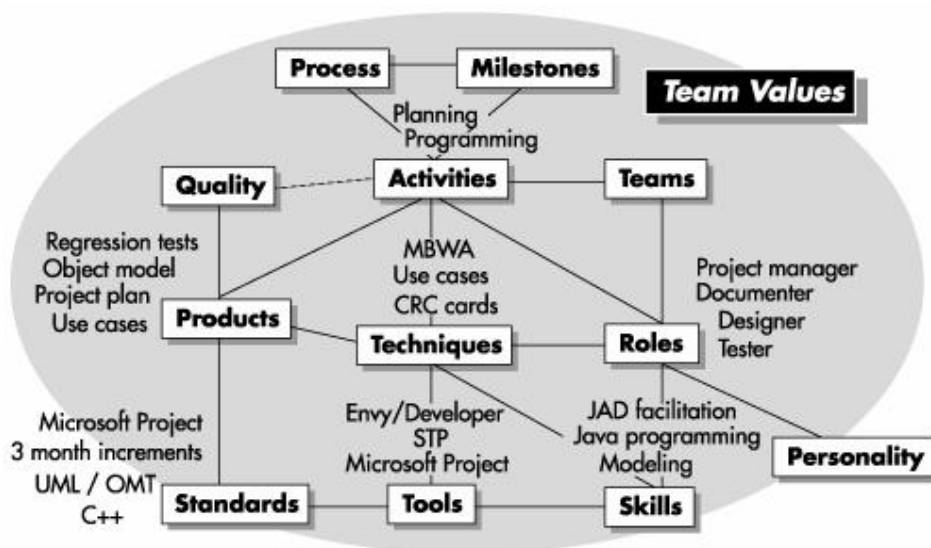 Process
Milestones
Team Values
Planning
Programming
Quality
Activities
Teams
Regression tests
Object model
Project plan
Use cases
MBWA
Use cases
CRC cards
Project manager
Documenter
Designer
Tester
Products
Techniques
Roles
Microsoft Project
3 month increments
UML / OMT
C++
Envy/Developer
STP
Microsoft Project
JAD facilitation
Java programming
Modeling
Personality
Standards
Tools
Skills